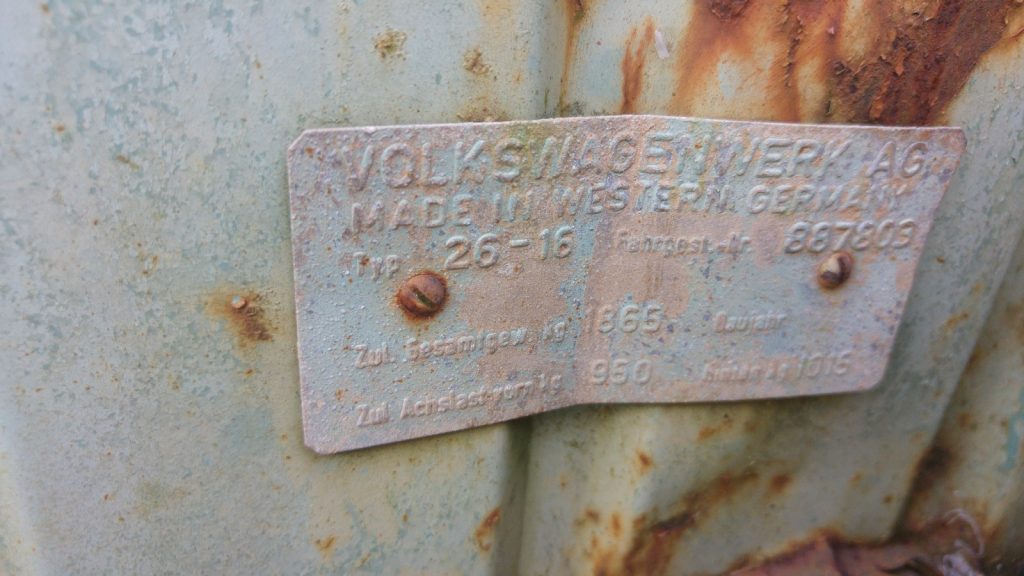 VOLKSWAGENWERK AG
MADE IN WESTERN GERMANY
Typ 26-16 Fahrgest.-Nr. 887803
Zul. Gesamtgew. kg 1865 Baujahr
Zul. Achslast vorn kg 950 hinten kg 1015